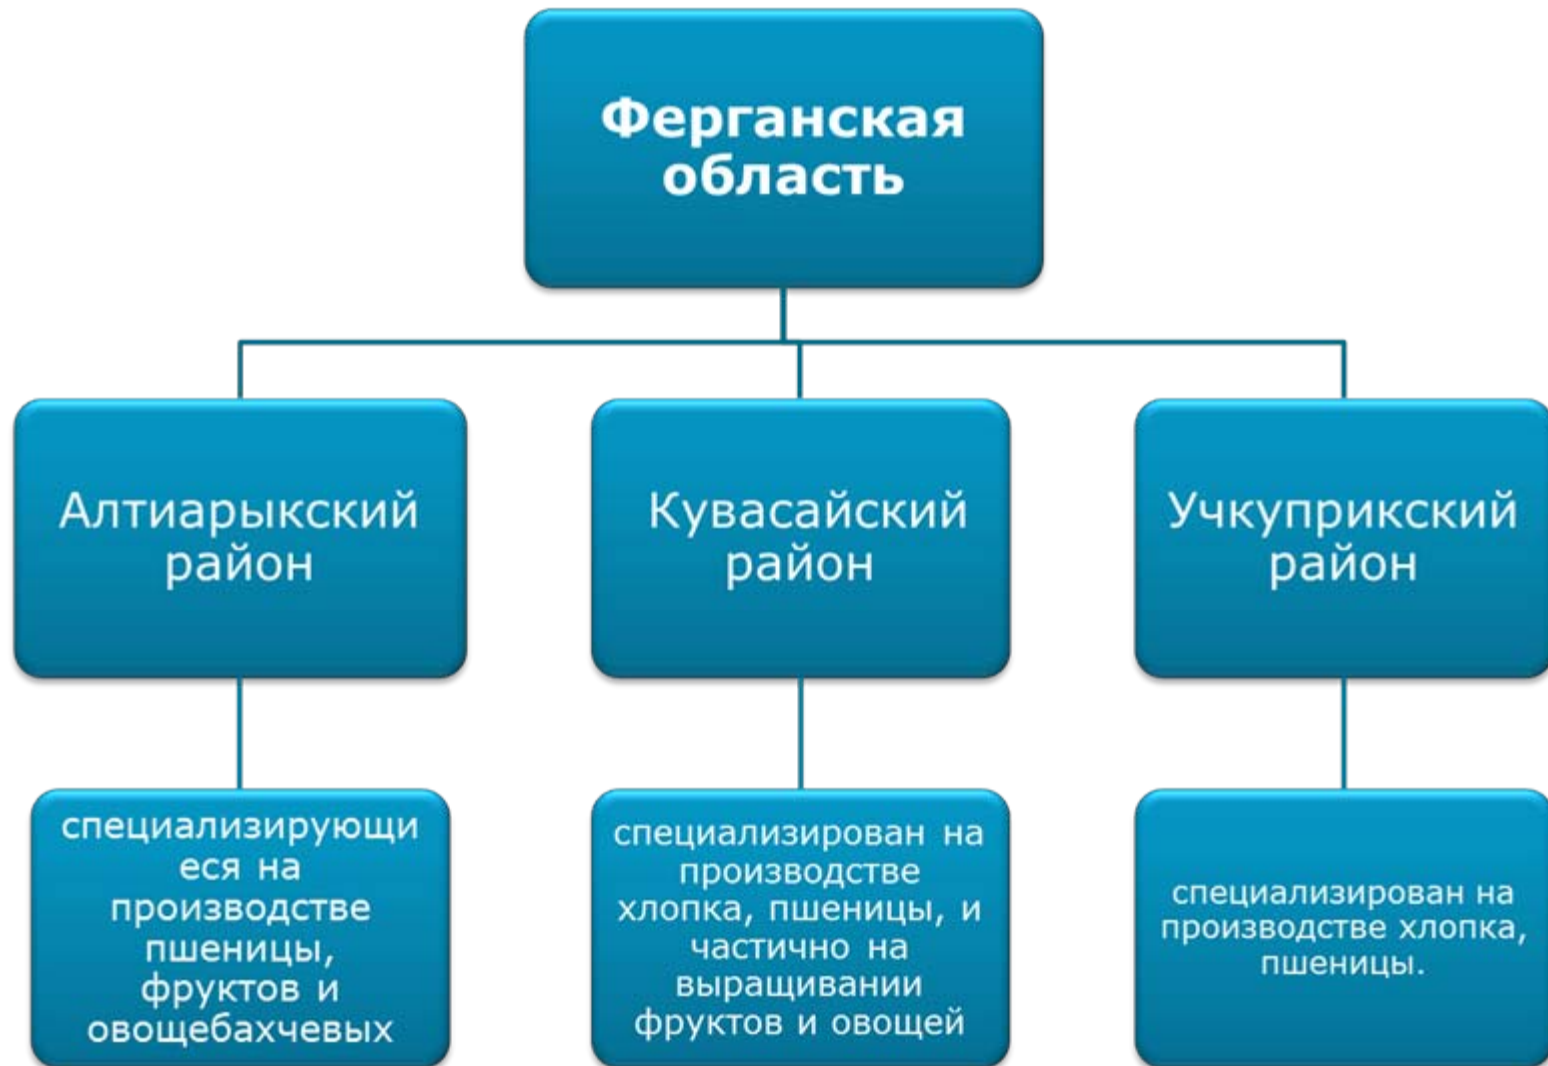 Ферганская
область
Алтиарыкский
район
Кувасайский
район
Учкуприкский
район
специализирующи
еся на
производстве
пшеницы,
фруктов и
овощебахчевых
специализирован на
производстве
хлопка, пшеницы, и
частично на
выращивании
фруктов и овощей
специализирован на
производстве хлопка,
пшеницы.